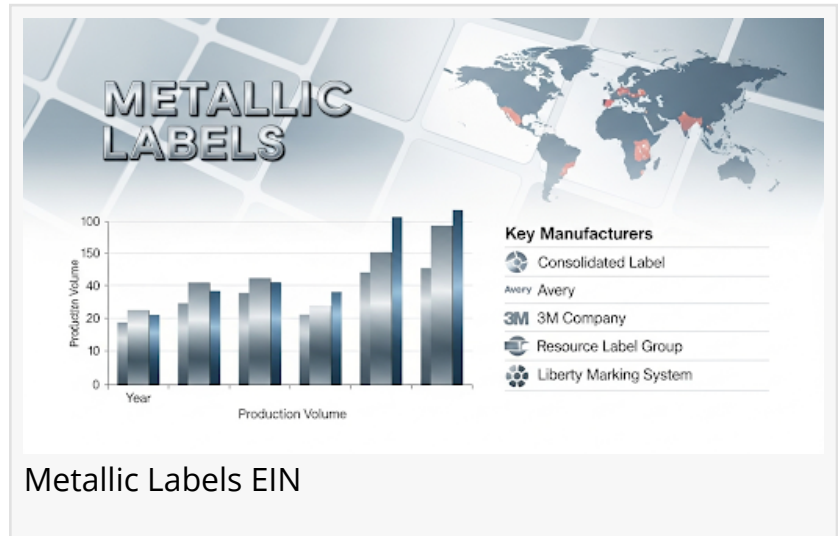 METALLIC
LABELS
100
150
40
20
10
0
Production Volume
Year
Production Volume
Key Manufacturers
Consolidated Label
Avery Avery
3M 3M Company
Resource Label Group
Liberty Marking System
Metallic Labels EIN